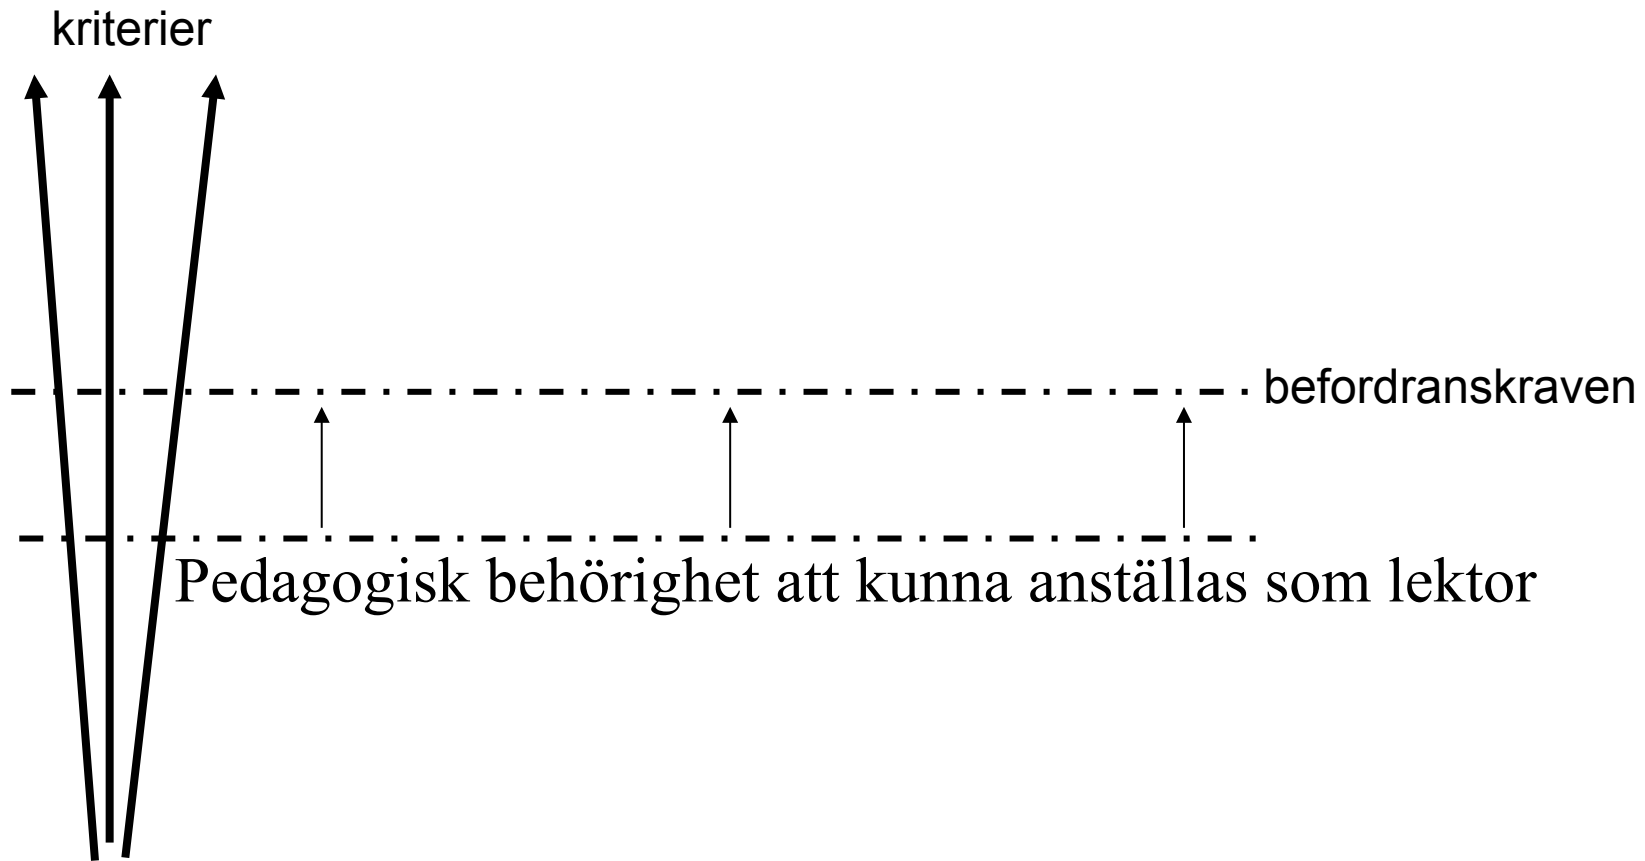 kriterier
befordranskraven
Pedagogisk behörighet att kunna anställas som lektor